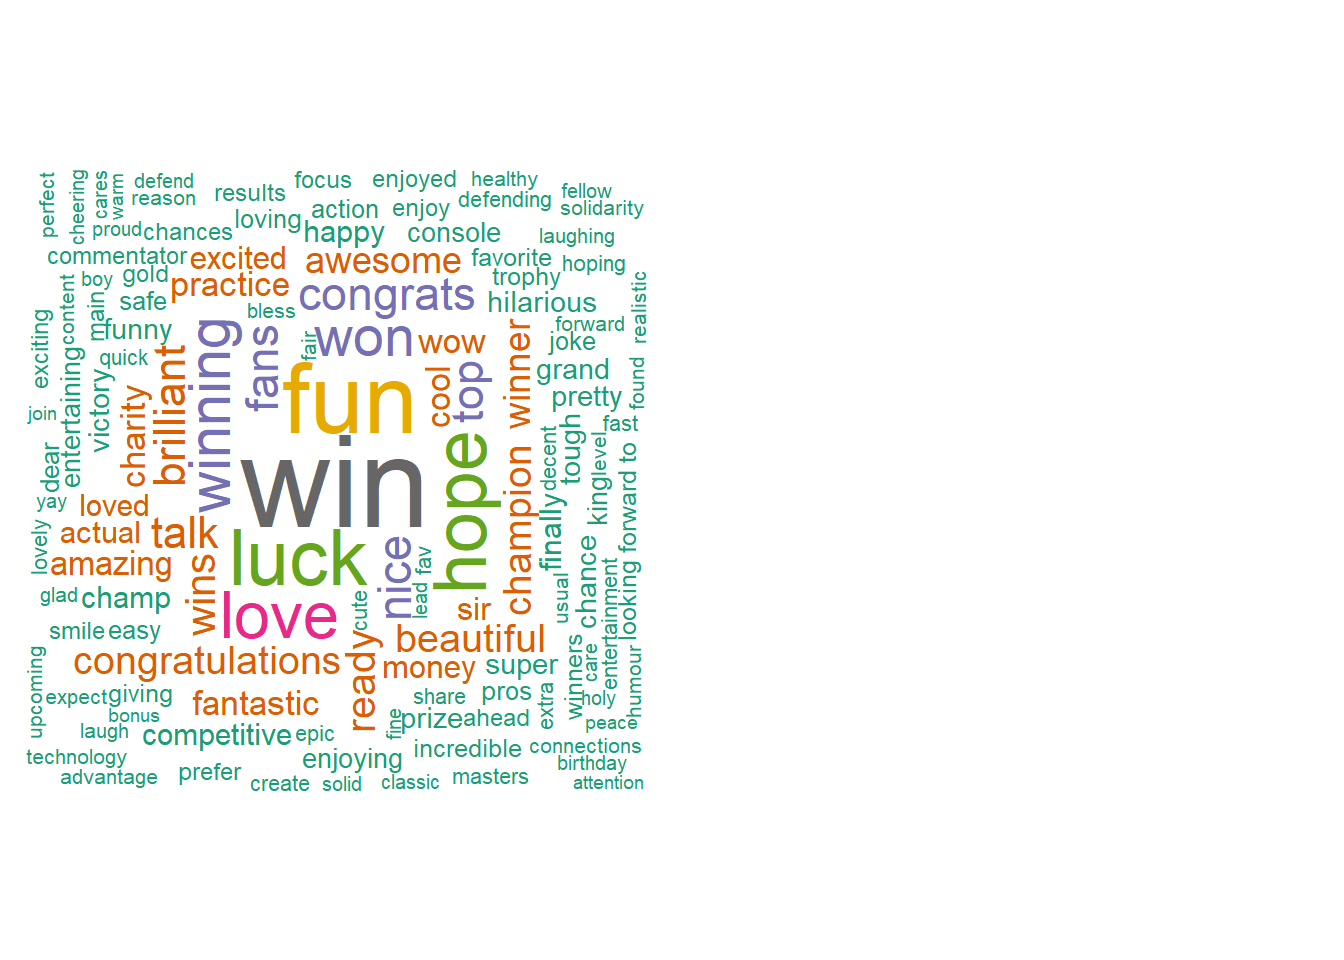 perfect
cheering
cares
warm
defend
reason
results
focus
enjoyed
healthy
fellow
solidarity
defending
enjoy
action
loving
proud
chances
happy
console
laughing
commentator
excited
awesome
favorite
hoping
trophy
boy
gold
practice
congrats
hilarious
realistic
content
main
safe
bless
forward
exciting
funny
winning
fans
fair
won
wow
winner
joke
quick
entertaining
victory
brilliant
fun
cool
top
grand
found
pretty
charity
join
fast
dear
win
hope
champion
decent
tough
level
king
looking forward to
yay
loved
finally
actual
talk
lovely
amazing
wins
luck
nice
fav
lead
chance
usual
entertainment
glad
champ
love
cute
sir
smile
easy
beautiful
winners
care
humour
congratulations
ready
money
super
upcoming
expect
giving
fantastic
share
pros
extra
holy
bonus
prize
ahead
fine
peace
laugh
competitive
epic
incredible
connections
technology
enjoying
birthday
advantage
prefer
create
solid
classic
masters
attention